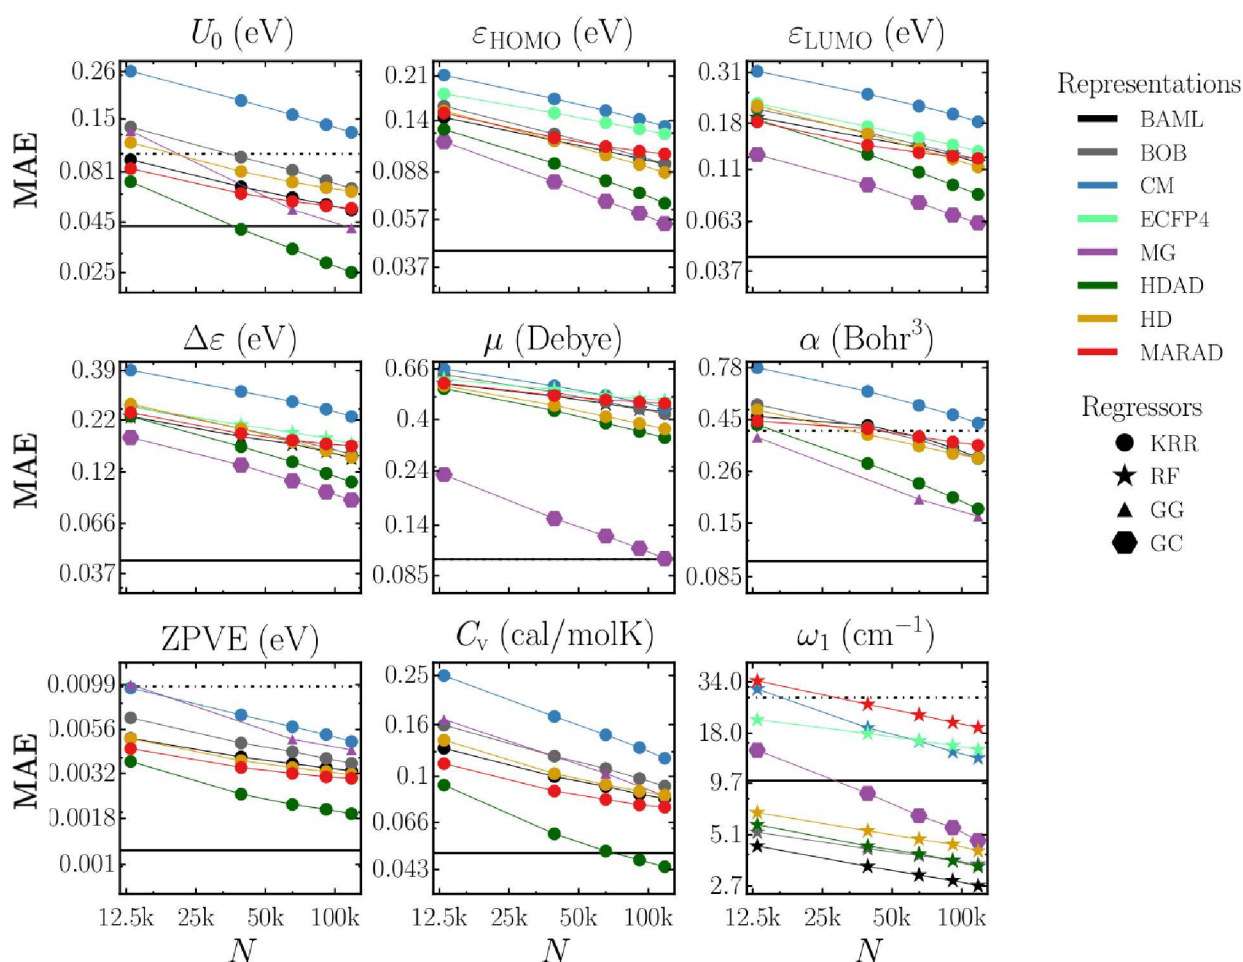 U₀ (eV)
ε_HOMO (eV)
ε_LUMO (eV)
MAE
0.26
0.15
0.081
0.045
0.025
0.21
0.14
0.088
0.057
0.037
0.31
0.18
0.11
0.063
0.037
Δε (eV)
μ (Debye)
α (Bohr³)
MAE
0.39
0.22
0.12
0.066
0.037
0.66
0.4
0.24
0.14
0.085
0.78
0.45
0.26
0.15
0.085
ZPVE (eV)
C_v (cal/molK)
ω₁ (cm⁻¹)
MAE
0.0099
0.0056
0.0032
0.0018
0.001
0.25
0.16
0.1
0.066
0.043
34.0
18.0
9.7
5.1
2.7
12.5k 25k 50k 100k
12.5k 25k 50k 100k
12.5k 25k 50k 100k
N
N
N
Representations
BAML
BOB
CM
ECFP4
MG
HDAD
HD
MARAD
Regressors
KRR
RF
GG
GC